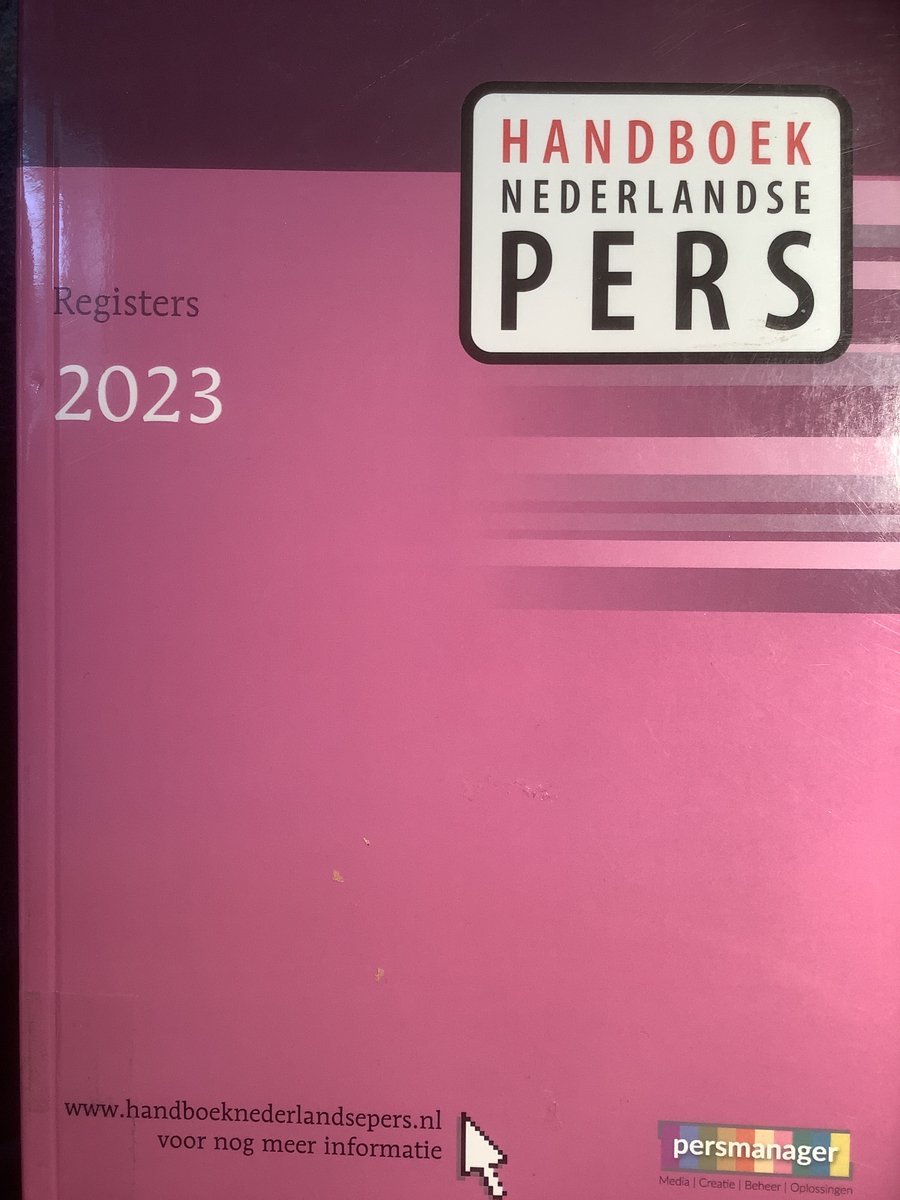 HANDBOEK
NEDERLANDSE
PERS
Registers
2023
www.handboeknederlandsepers.nl
voor nog meer informatie
persmanager
Media | Creatie | Beheer | Oplossingen